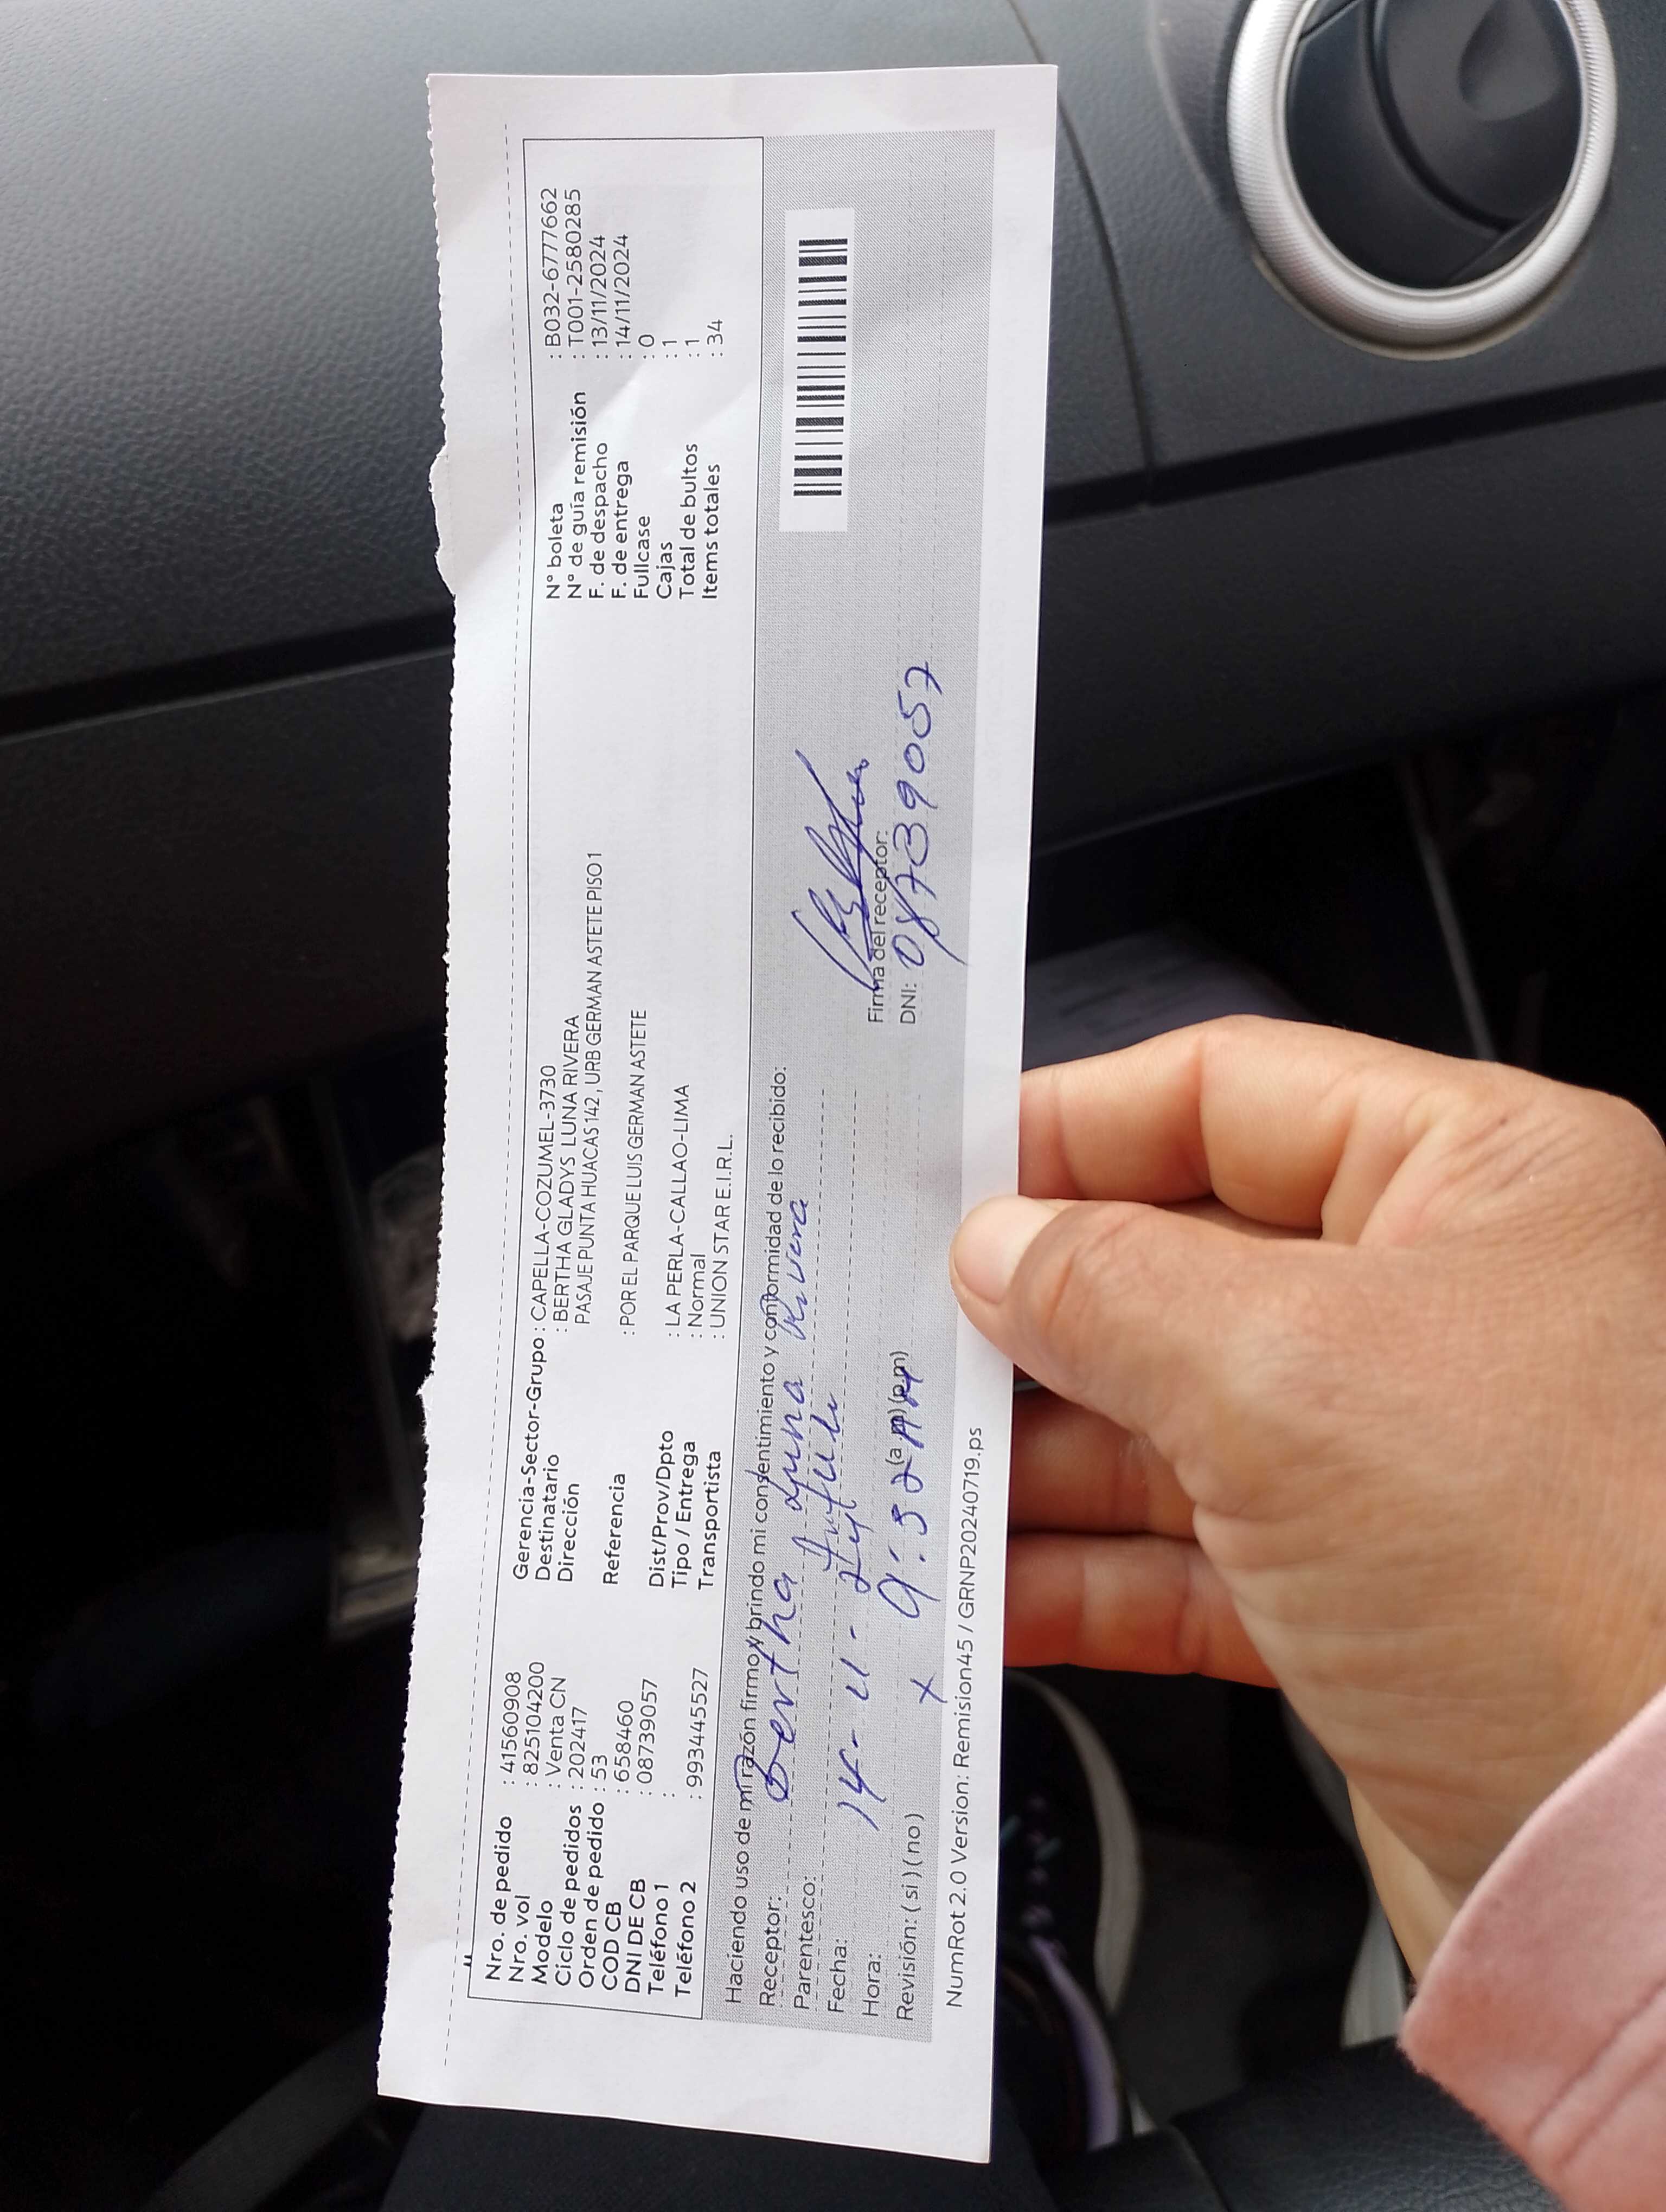 Nro. de pedido : 41560908
Nro. vol : 825104200
Modelo : Venta CN
Ciclo de pedidos : 202417
Orden de pedido : 53
COD CB : 658460
DNI DE CB : 08739057
Teléfono 1 :
Teléfono 2 : 993445527
Gerencia-Sector-Grupo : CAPELLA-COZUMEL-3730
Destinatario : BERTHA GLADYS LUNA RIVERA
Dirección PASAJE PUNTA HUACAS 142 , URB GERMAN ASTETE PISO 1
Referencia : POR EL PARQUE LUIS GERMAN ASTETE
Dist/Prov/Dpto : LA PERLA-CALLAO-LIMA
Tipo / Entrega : Normal
Transportista : UNION STAR E.I.R.L.
N° boleta : B032-6777662
N° de guía remisión : T001-2580285
F. de despacho : 13/11/2024
F. de entrega : 14/11/2024
Fullcase : 0
Cajas : 1
Total de bultos : 1
Items totales : 34
Haciendo uso de mi razón firmo y brindo mi consentimiento y conformidad de lo recibido:
Receptor: Bertha Luna Rivera
Parentesco: Titular
Fecha: 14-11-24
Hora: 9:32 AM (a.m) (p.m)
Revisión: ( si ) ( no ) x
Firma del receptor:
DNI: 08739057
NumRot 2.0 Version: Remision45 / GRNP20240719.ps